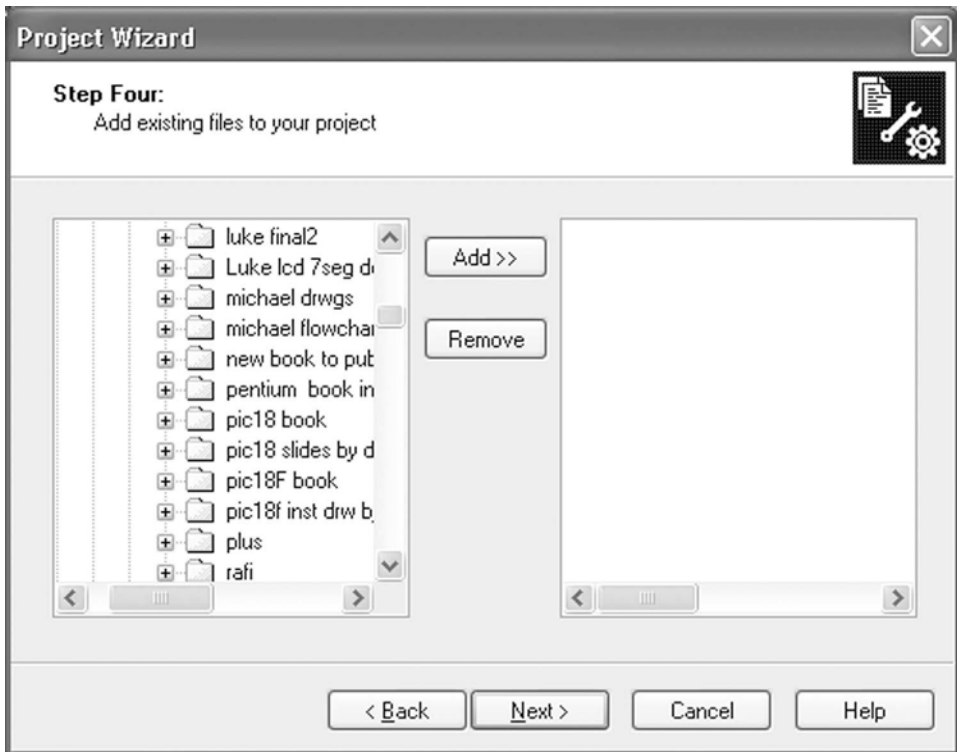 Project Wizard
Step Four:
Add existing files to your project
luke final2
Luke lcd 7seg d
michael drwgs
michael flowchar
new book to pub
pentium book in
pic18 book
pic18 slides by d
pic18F book
pic18f inst drw b
plus
rafi
Add >>
Remove
< Back
Next >
Cancel
Help